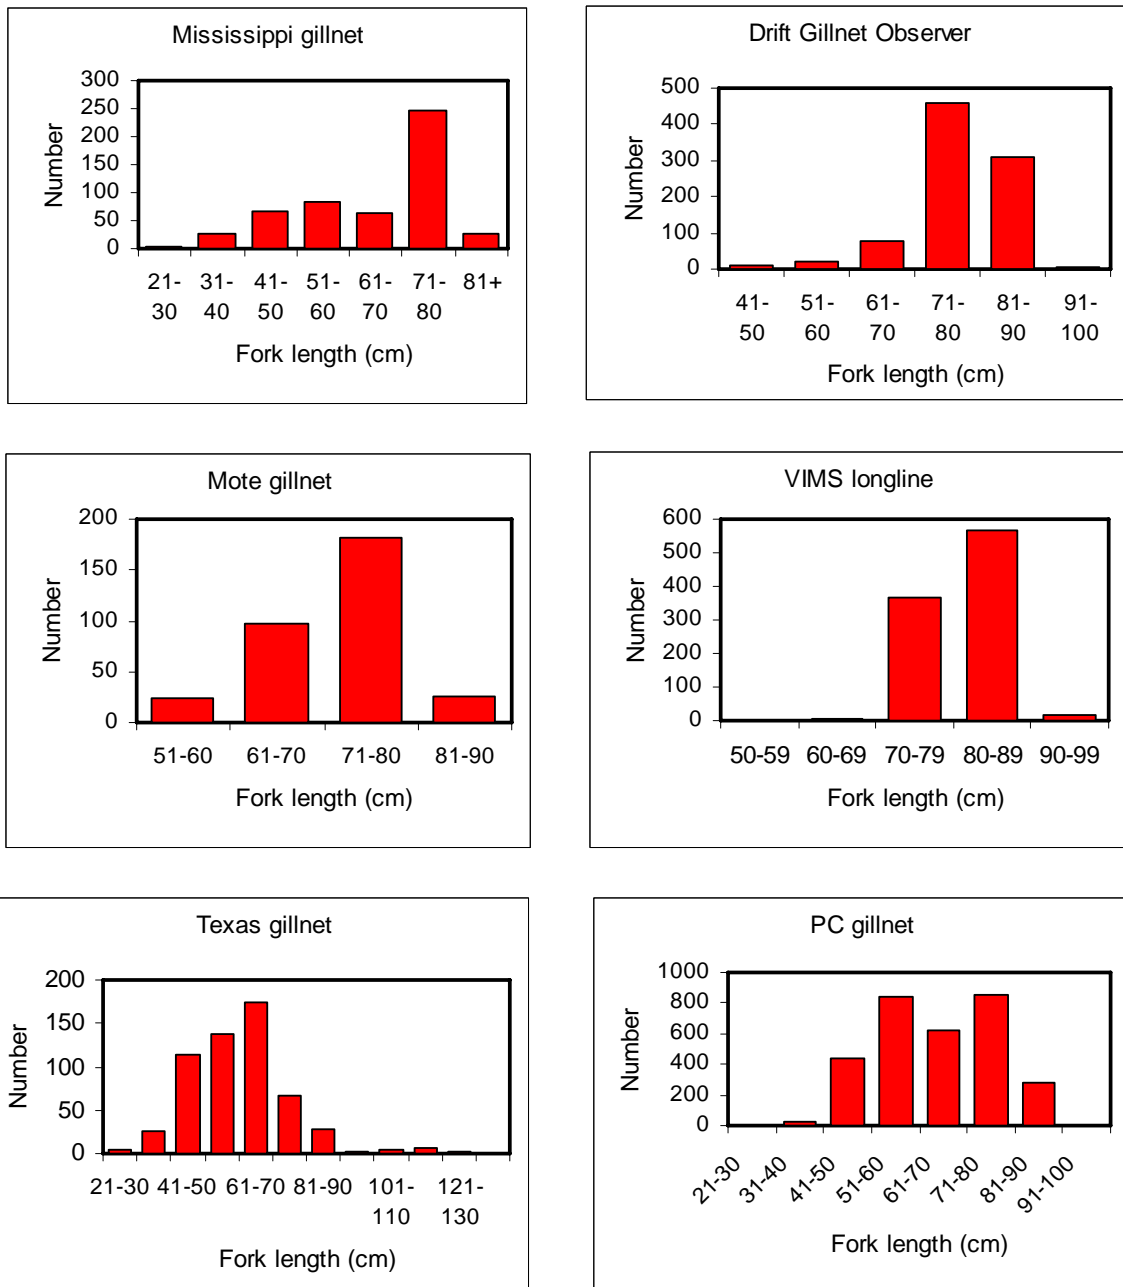 Mississippi gillnet
Number
300
250
200
150
100
50
0
21-30 31-40 41-50 51-60 61-70 71-80 81+
Fork length (cm)
Drift Gillnet Observer
Number
500
400
300
200
100
0
41-50 51-60 61-70 71-80 81-90 91-100
Fork length (cm)
Mote gillnet
Number
200
150
100
50
0
51-60 61-70 71-80 81-90
Fork length (cm)
VIMS longline
Number
600
500
400
300
200
100
0
50-59 60-69 70-79 80-89 90-99
Fork length (cm)
Texas gillnet
Number
200
150
100
50
0
21-30 41-50 61-70 81-90 101-110 121-130
Fork length (cm)
PC gillnet
Number
1000
800
600
400
200
0
21-30 31-40 41-50 51-60 61-70 71-80 81-90 91-100
Fork length (cm)